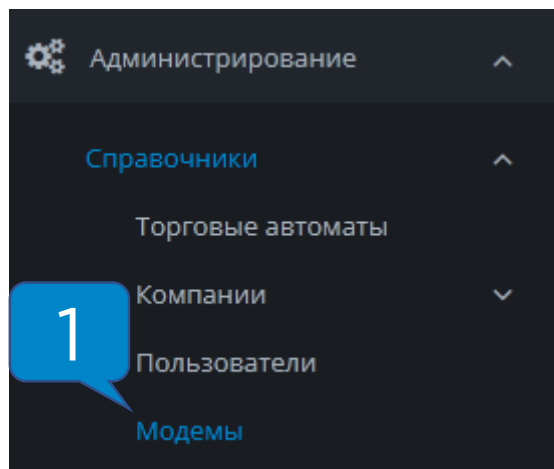 Администрирование
Справочники
Торговые автоматы
Компании
1
Пользователи
Модемы